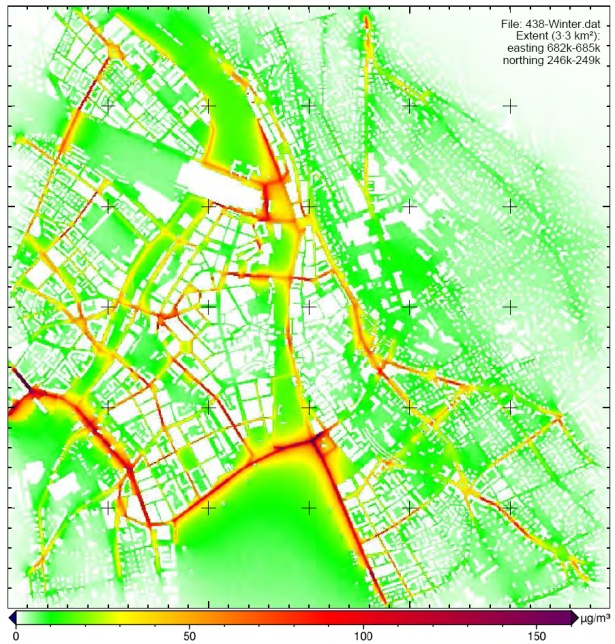 File: 438-Winter.dat
Extent (3·3 km²):
easting 682k-685k
northing 246k-249k
0 50 100 150 µg/m³